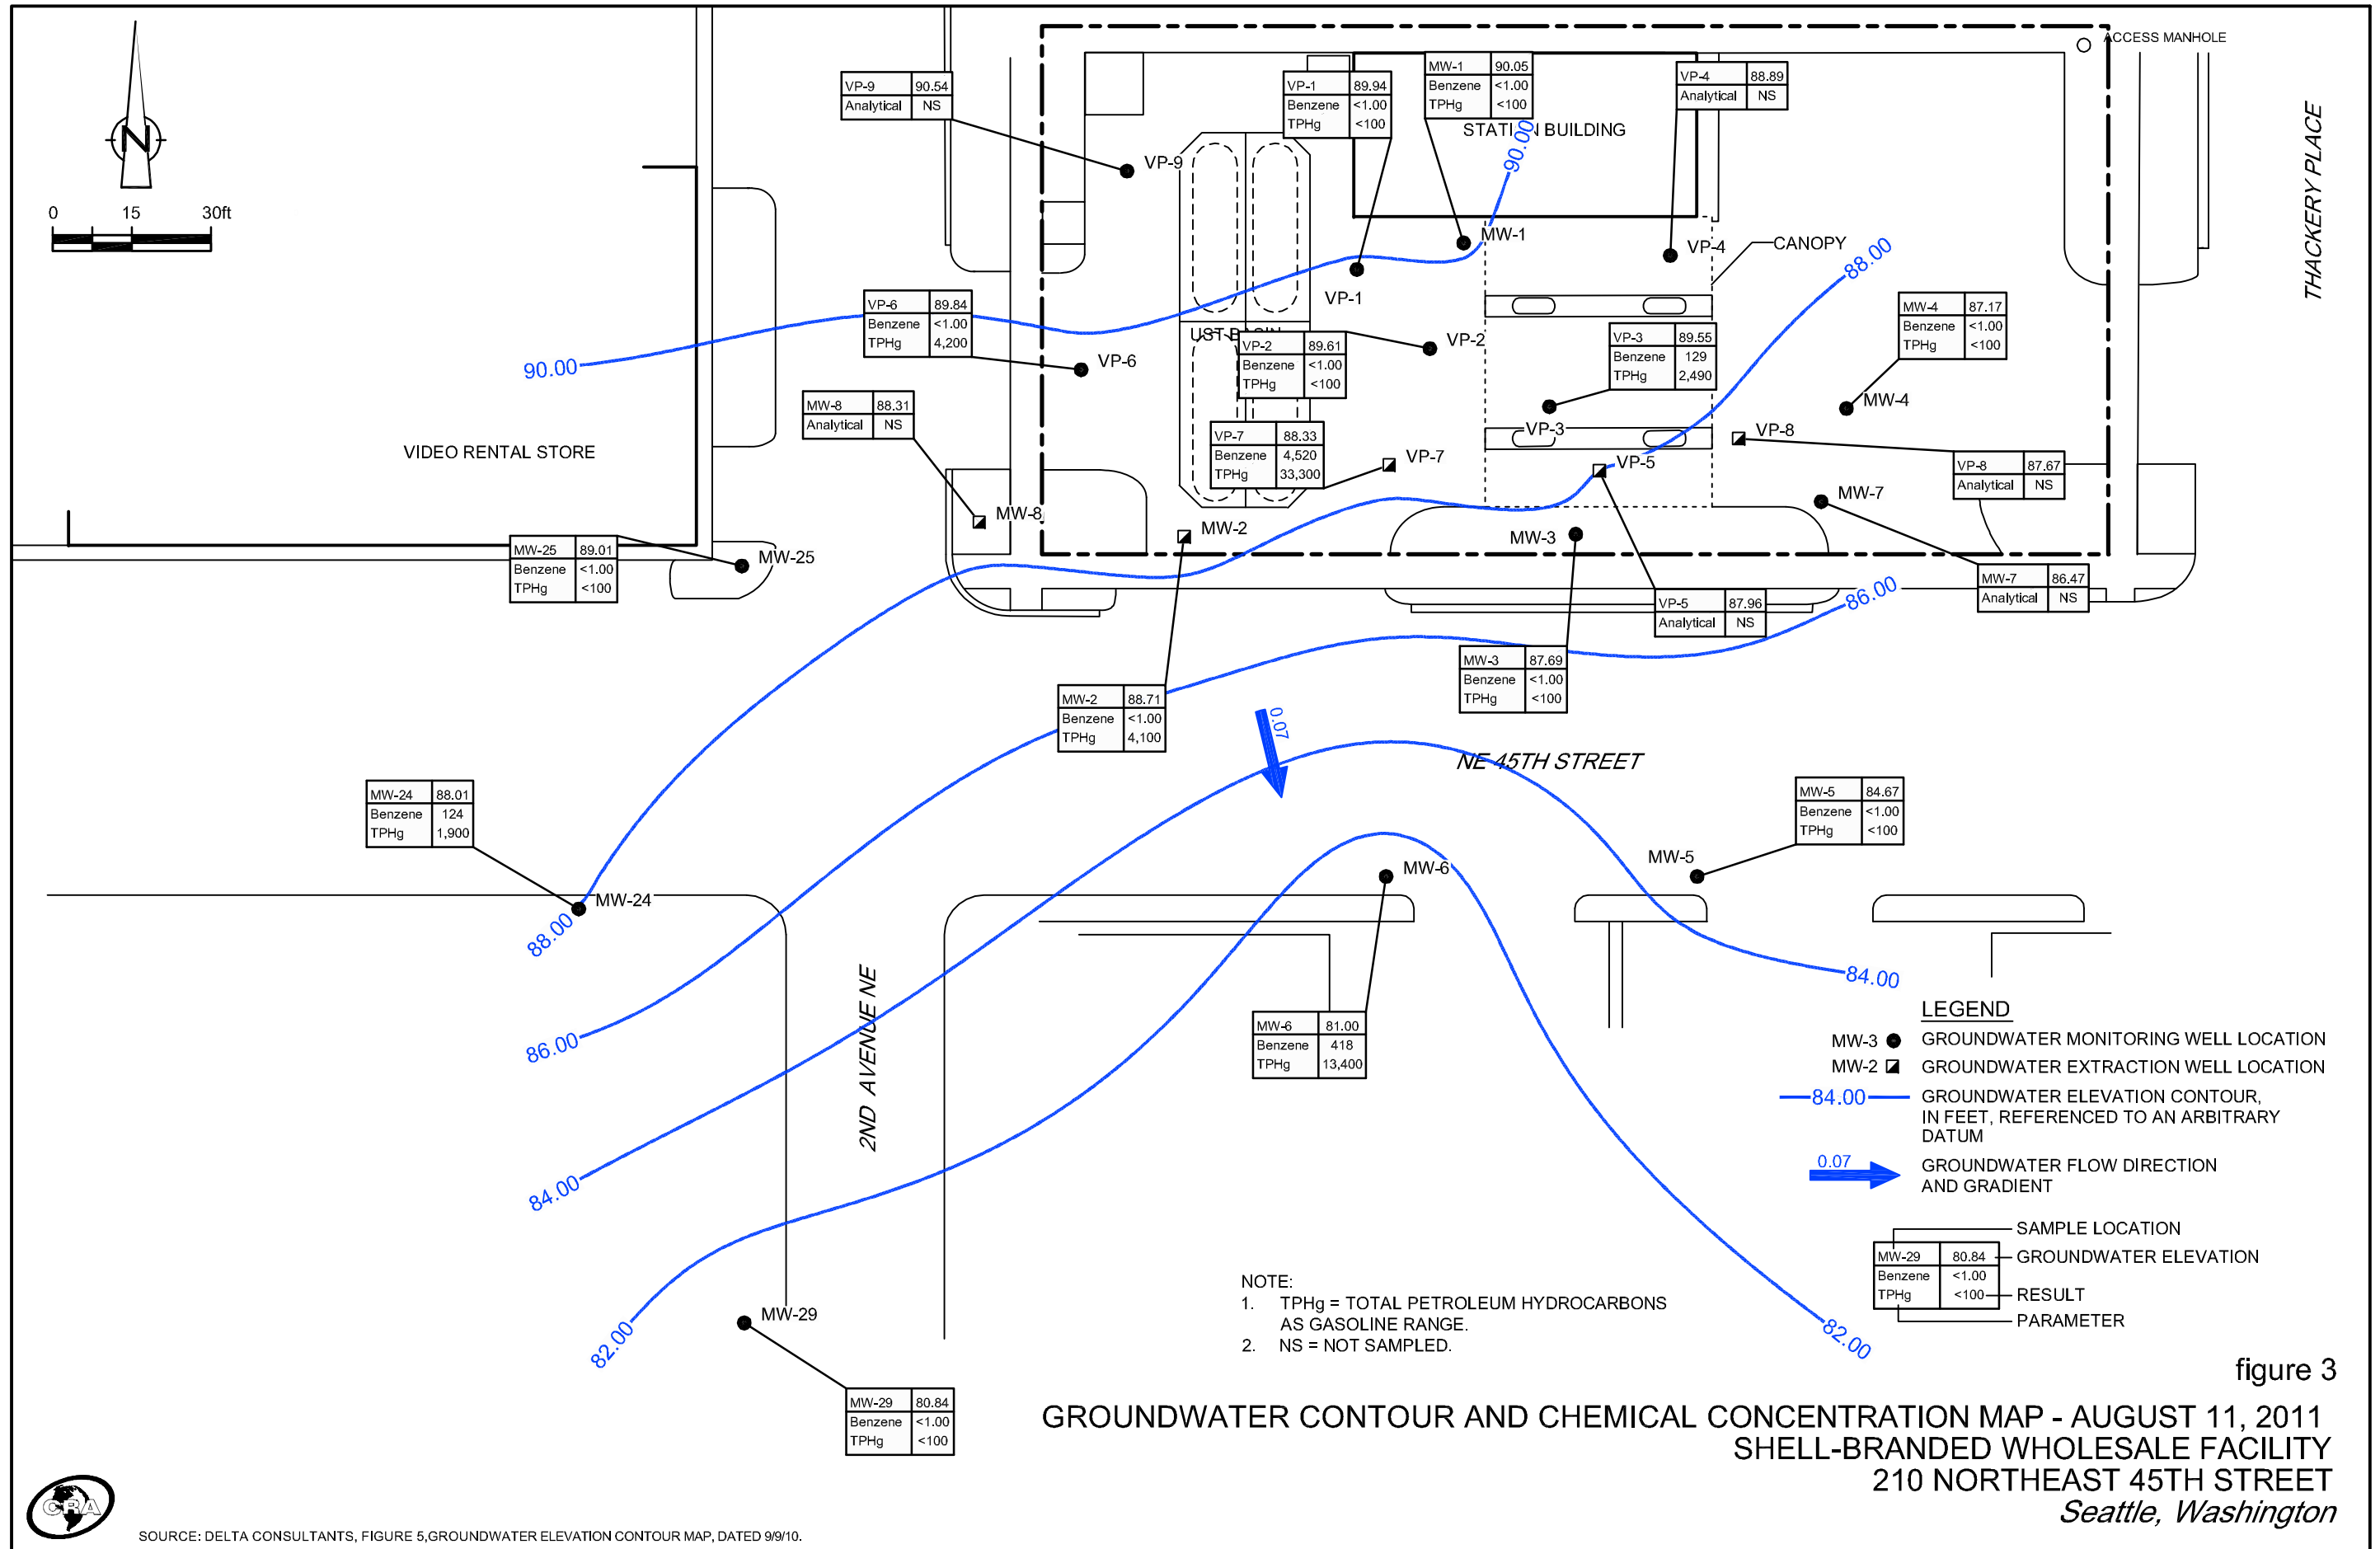 ACCESS MANHOLE
THACKERY PLACE
N
0 15 30ft
VP-9 90.54
Analytical NS
VP-9
VP-1 89.94
Benzene <1.00
TPHg <100
MW-1 90.05
Benzene <1.00
TPHg <100
VP-4 88.89
Analytical NS
STATION BUILDING
90.00
MW-1
VP-4
CANOPY
88.00
VP-1
VP-6 89.84
Benzene <1.00
TPHg 4,200
VP-6
UST BASIN
VP-2 89.61
Benzene <1.00
TPHg <100
VP-2
VP-3 89.55
Benzene 129
TPHg 2,490
VP-3
MW-4 87.17
Benzene <1.00
TPHg <100
MW-4
90.00
VIDEO RENTAL STORE
MW-8 88.31
Analytical NS
MW-8
VP-7 88.33
Benzene 4,520
TPHg 33,300
VP-7
VP-5
VP-8
VP-8 87.67
Analytical NS
MW-7
MW-2
MW-3
MW-25 89.01
Benzene <1.00
TPHg <100
MW-25
MW-7 86.47
Analytical NS
VP-5 87.96
Analytical NS
86.00
MW-3 87.69
Benzene <1.00
TPHg <100
MW-2 88.71
Benzene <1.00
TPHg 4,100
0.07
NE 45TH STREET
MW-24 88.01
Benzene 124
TPHg 1,900
MW-24
88.00
MW-5 84.67
Benzene <1.00
TPHg <100
MW-5
MW-6
84.00
86.00
2ND AVENUE NE
MW-6 81.00
Benzene 418
TPHg 13,400
84.00
82.00
82.00
MW-29
MW-29 80.84
Benzene <1.00
TPHg <100
LEGEND
MW-3 GROUNDWATER MONITORING WELL LOCATION
MW-2 GROUNDWATER EXTRACTION WELL LOCATION
84.00 GROUNDWATER ELEVATION CONTOUR,
IN FEET, REFERENCED TO AN ARBITRARY
DATUM
0.07 GROUNDWATER FLOW DIRECTION
AND GRADIENT
SAMPLE LOCATION
MW-29 80.84 GROUNDWATER ELEVATION
Benzene <1.00
TPHg <100 RESULT
PARAMETER
NOTE:
1. TPHg = TOTAL PETROLEUM HYDROCARBONS
AS GASOLINE RANGE.
2. NS = NOT SAMPLED.
figure 3
GROUNDWATER CONTOUR AND CHEMICAL CONCENTRATION MAP - AUGUST 11, 2011
SHELL-BRANDED WHOLESALE FACILITY
210 NORTHEAST 45TH STREET
Seattle, Washington
CRA
SOURCE: DELTA CONSULTANTS, FIGURE 5,GROUNDWATER ELEVATION CONTOUR MAP, DATED 9/9/10.